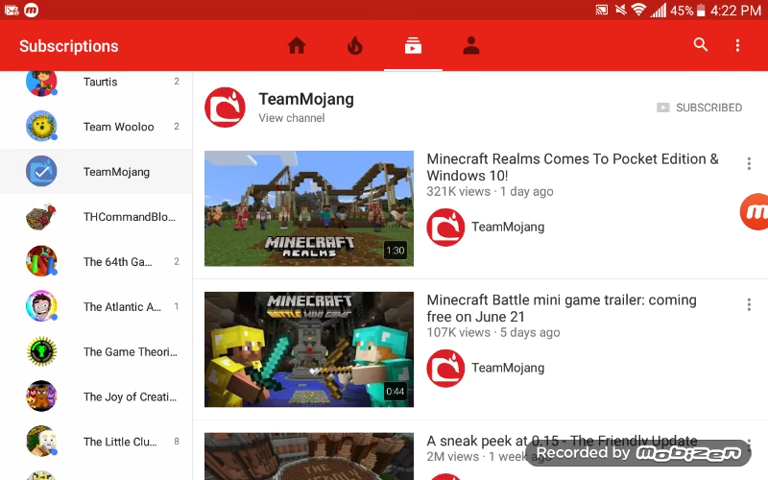 45% 4:22 PM
Subscriptions
Taurtis 2
Team Wooloo 2
TeamMojang
THCommandBlo...
The 64th Ga... 2
The Atlantic A... 1
The Game Theori...
The Joy of Creati...
The Little Clu... 8
TeamMojang
View channel
SUBSCRIBED
MINECRAFT
REALMS
1:30
Minecraft Realms Comes To Pocket Edition &
Windows 10!
321K views · 1 day ago
TeamMojang
MINECRAFT
BATTLE MINI GAME
0:44
Minecraft Battle mini game trailer: coming
free on June 21
107K views · 5 days ago
TeamMojang
THE
A sneak peek at 0.15 - The Friendly Update
2M views · 1 week ago
Recorded by mobizen